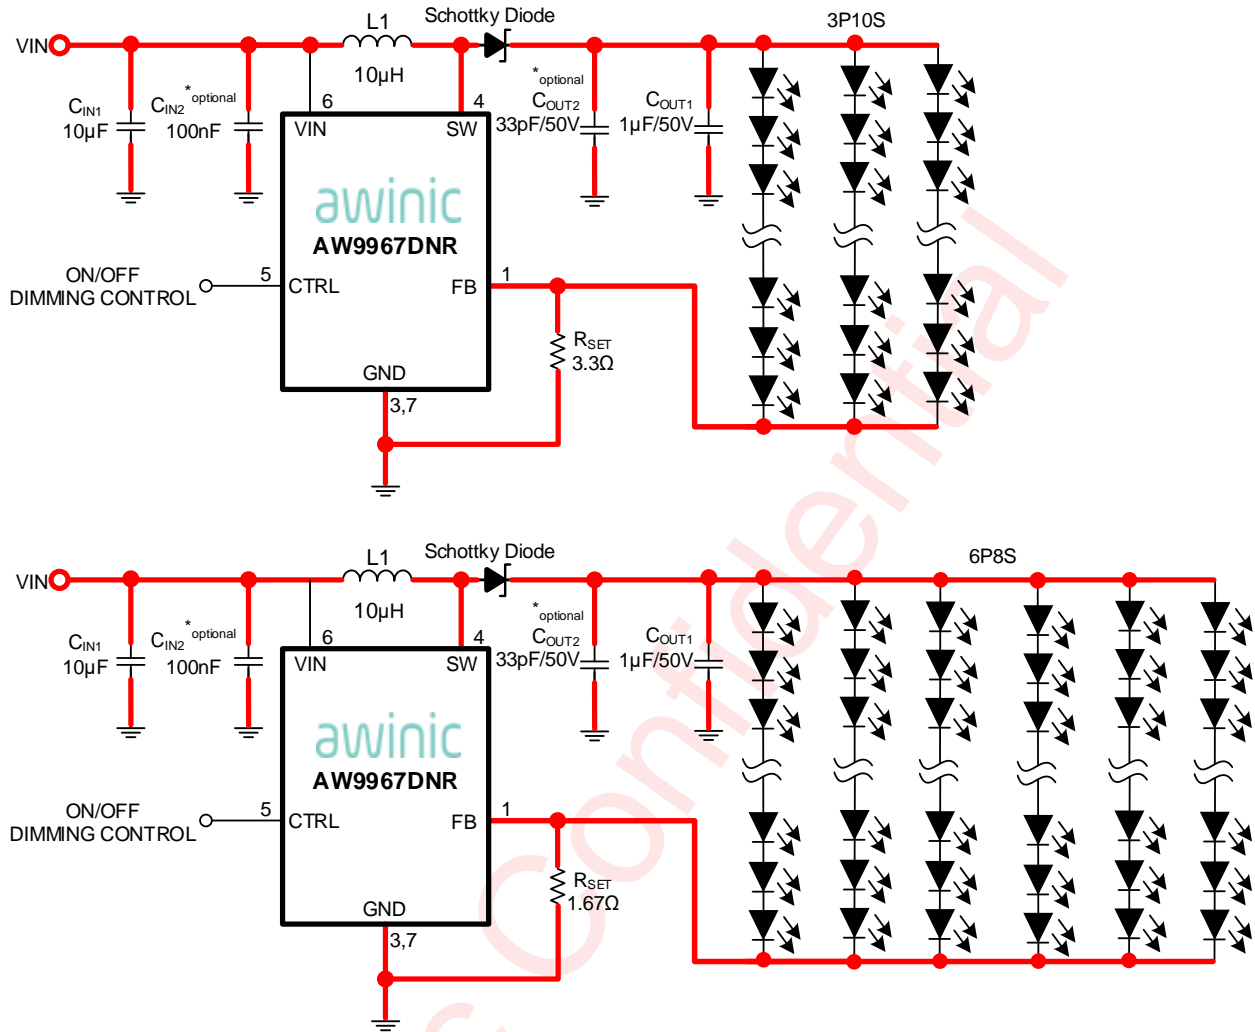 Schottky Diode
L1
3P10S
VIN
10µH
*optional
CIN1
10µF
CIN2
*optional
100nF
6
4
COUT2
33pF/50V
COUT1
1µF/50V
VIN
SW
awinic
AW9967DNR
ON/OFF
DIMMING CONTROL
5
CTRL
FB
1
RSET
3.3Ω
GND
3,7
Schottky Diode
L1
6P8S
VIN
10µH
*optional
CIN1
10µF
CIN2
*optional
100nF
6
4
COUT2
33pF/50V
COUT1
1µF/50V
VIN
SW
awinic
AW9967DNR
ON/OFF
DIMMING CONTROL
5
CTRL
FB
1
RSET
1.67Ω
GND
3,7
Confidential